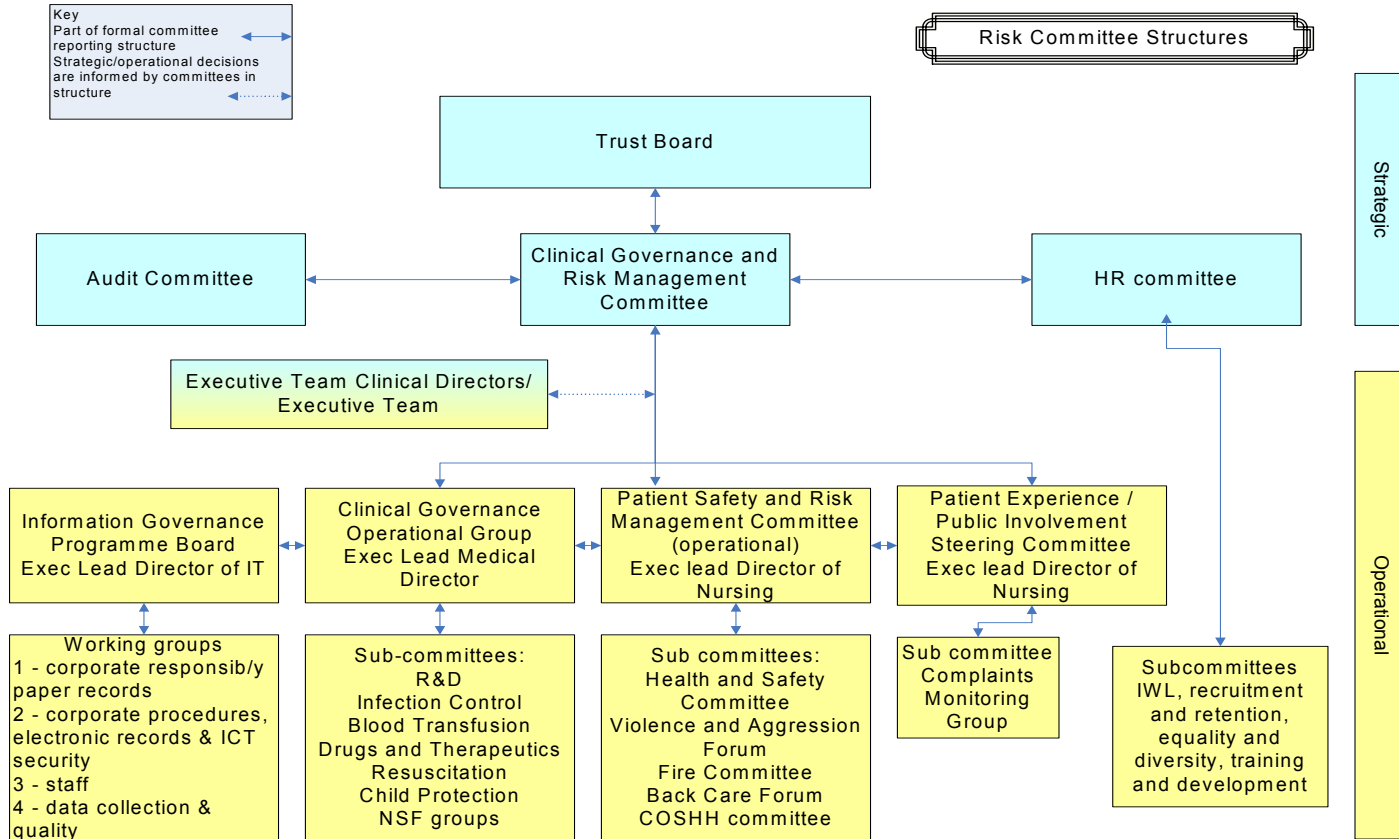 Key
Part of formal committee
reporting structure
Strategic/operational decisions
are informed by committees in
structure
Risk Committee Structures
Trust Board
Strategic
Audit Committee
Clinical Governance and
Risk Management
Committee
HR committee
Executive Team Clinical Directors/
Executive Team
Operational
Information Governance
Programme Board
Exec Lead Director of IT
Clinical Governance
Operational Group
Exec Lead Medical
Director
Patient Safety and Risk
Management Committee
(operational)
Exec lead Director of
Nursing
Patient Experience /
Public Involvement
Steering Committee
Exec lead Director of
Nursing
Working groups
1 - corporate responsib/y
paper records
2 - corporate procedures,
electronic records & ICT
security
3 - staff
4 - data collection &
quality
Sub-committees:
R&D
Infection Control
Blood Transfusion
Drugs and Therapeutics
Resuscitation
Child Protection
NSF groups
Sub committees:
Health and Safety
Committee
Violence and Aggression
Forum
Fire Committee
Back Care Forum
COSHH committee
Sub committee
Complaints
Monitoring
Group
Subcommittees
IWL, recruitment
and retention,
equality and
diversity, training
and development